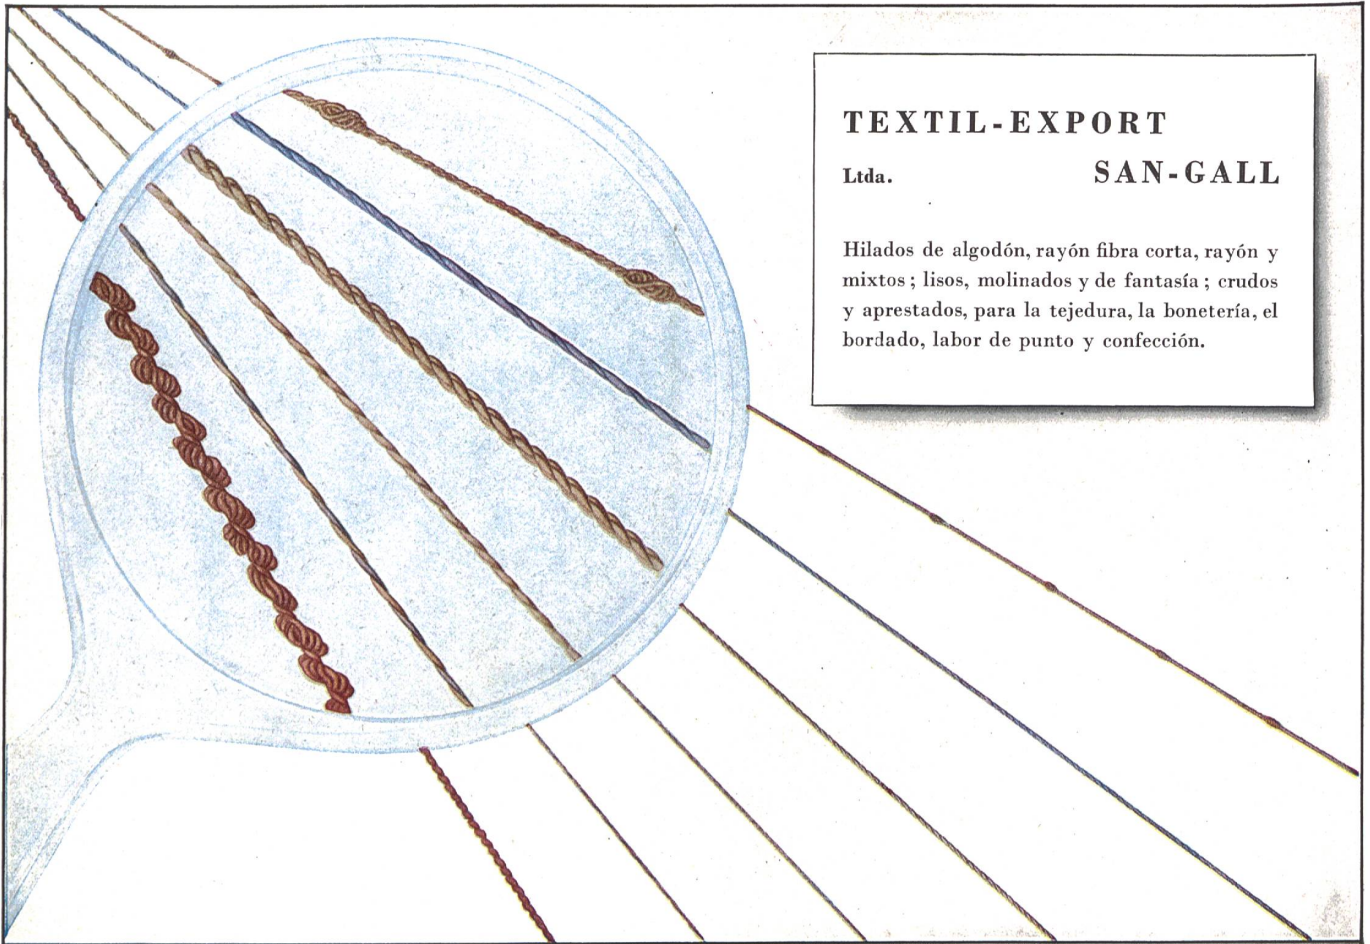 TEXTIL-EXPORT
Ltda. SAN-GALL
Hilados de algodón, rayón fibra corta, rayón y
mixtos ; lisos, molinados y de fantasía ; crudos
y aprestados, para la tejedura, la bonetería, el
bordado, labor de punto y confección.